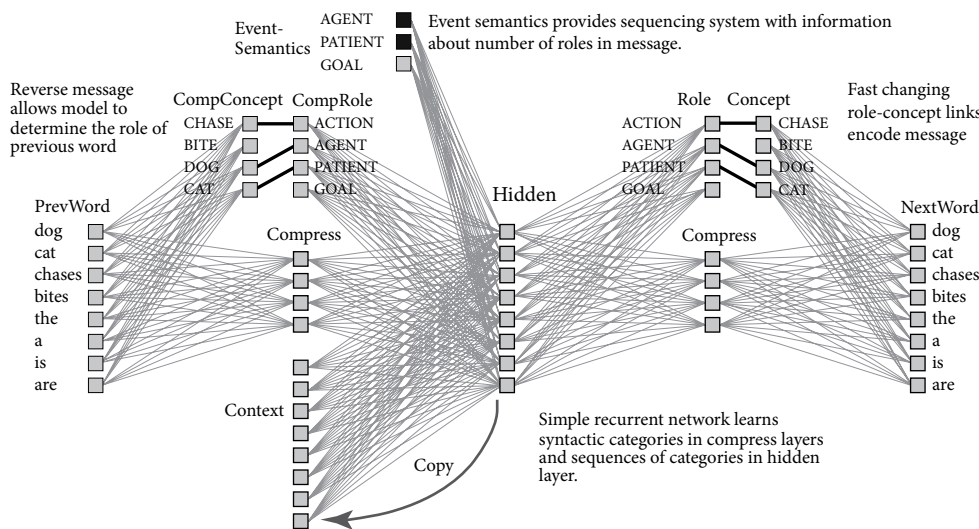 AGENT
PATIENT
GOAL
Event-
Semantics
Event semantics provides sequencing system with information
about number of roles in message.
Reverse message
allows model to
determine the role of
previous word
CompConcept
CHASE
BITE
DOG
CAT
CompRole
ACTION
AGENT
PATIENT
GOAL
Role
ACTION
AGENT
PATIENT
GOAL
Concept
CHASE
BITE
DOG
CAT
Fast changing
role-concept links
encode message
PrevWord
dog
cat
chases
bites
the
a
is
are
Compress
Hidden
Compress
NextWord
dog
cat
chases
bites
the
a
is
are
Context
Copy
Simple recurrent network learns
syntactic categories in compress layers
and sequences of categories in hidden
layer.